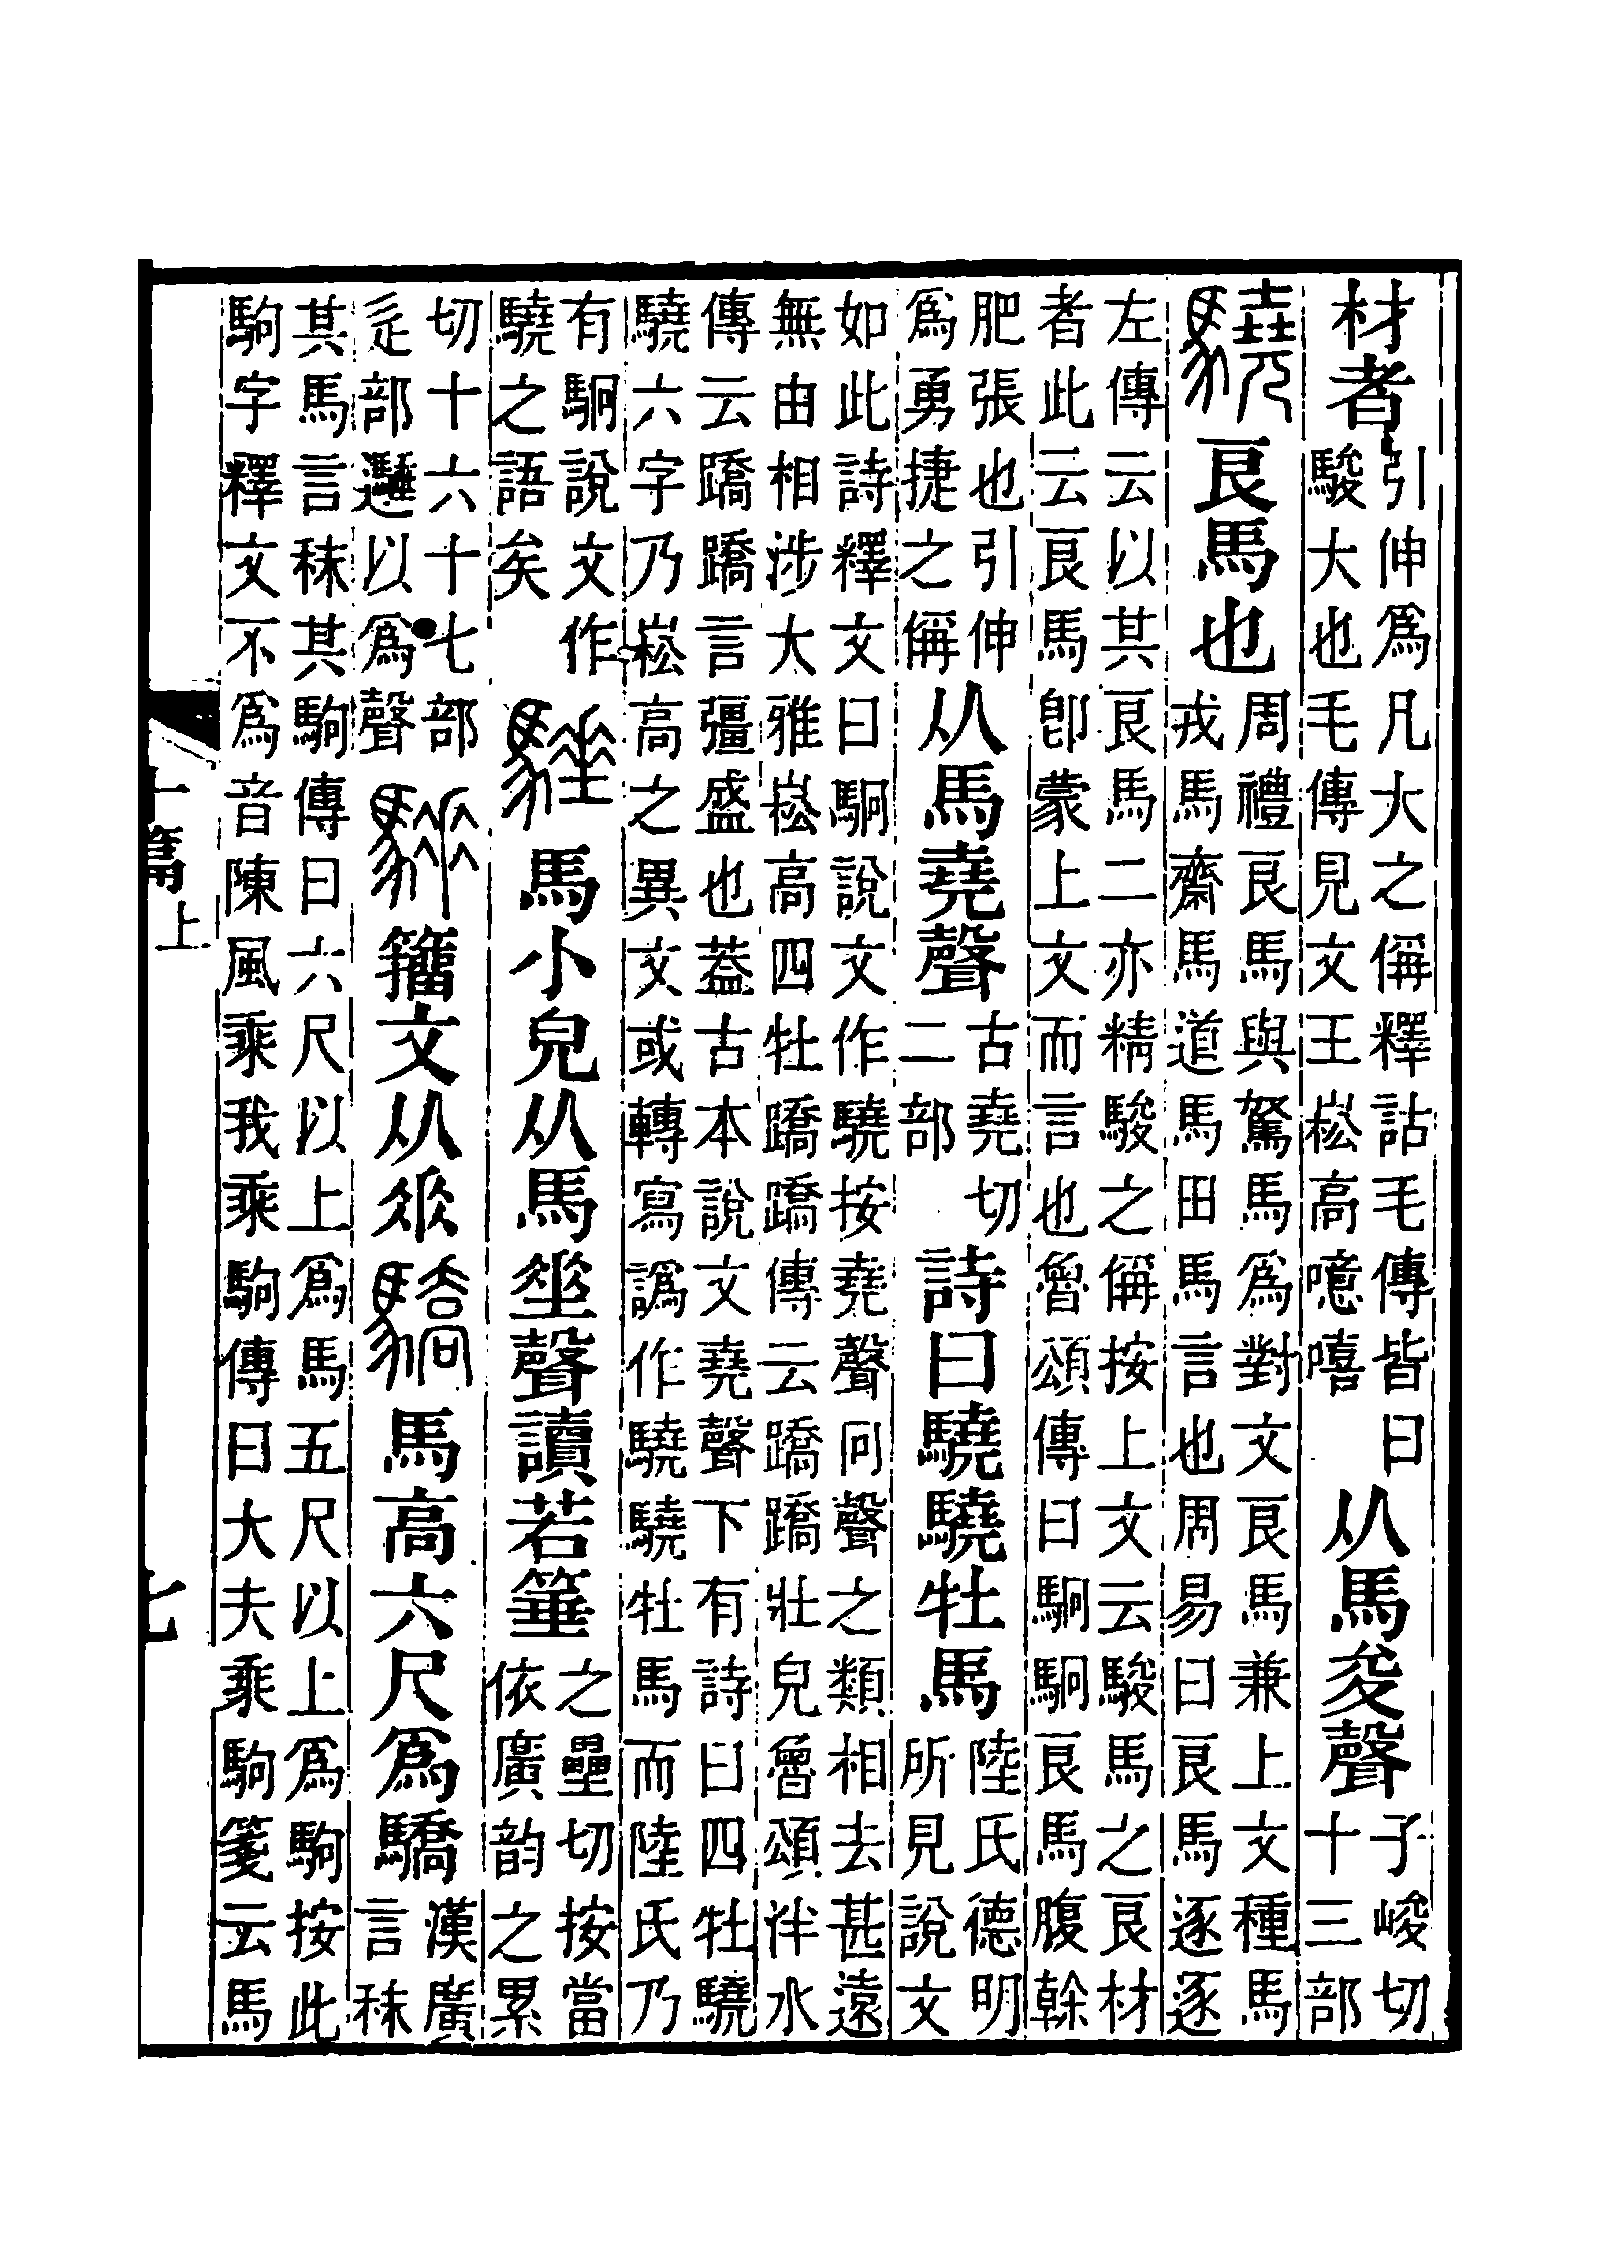 材者引伸爲凡大之偁釋詁毛傳皆曰駿大也毛傳見文王崧高噫嘻从馬夋聲子峻切十三部
驍良馬也周禮良馬與駑馬爲對文良馬兼上文種馬戎馬齋馬道馬田馬言也周易曰良馬逐逐
左傳云以其良馬二亦精駿之偁按上文云駿馬之良材者此云良馬卽蒙上文而言也魯頌傳曰駉駉良馬腹幹
肥張也引伸爲勇捷之偁从馬堯聲古堯切二部詩曰驍驍牡馬陸氏德明所見說文
如此詩釋文曰駉說文作驍按堯聲冋聲之類相去甚遠無由相涉大雅崧高四牡蹻蹻傳云蹻蹻壯皃魯頌泮水
傳云蹻蹻言彊盛也蓋古本說文堯聲下有詩曰四牡驍驍六字乃崧高之異文或轉寫譌作驍驍牡馬而陸氏乃
有駉說文作驍之語矣馬小皃从馬垂聲讀若箠之壘切按當依廣韵之累
切十六十七部辵部以爲聲籒文从𠂹驕馬高六尺爲驕漢廣言秣
其馬言秣其駒傳曰六尺以上爲馬五尺以上爲駒按此駒字釋文不爲音陳風乘我乘駒傳曰大夫乘駒箋云馬
十篇上 七